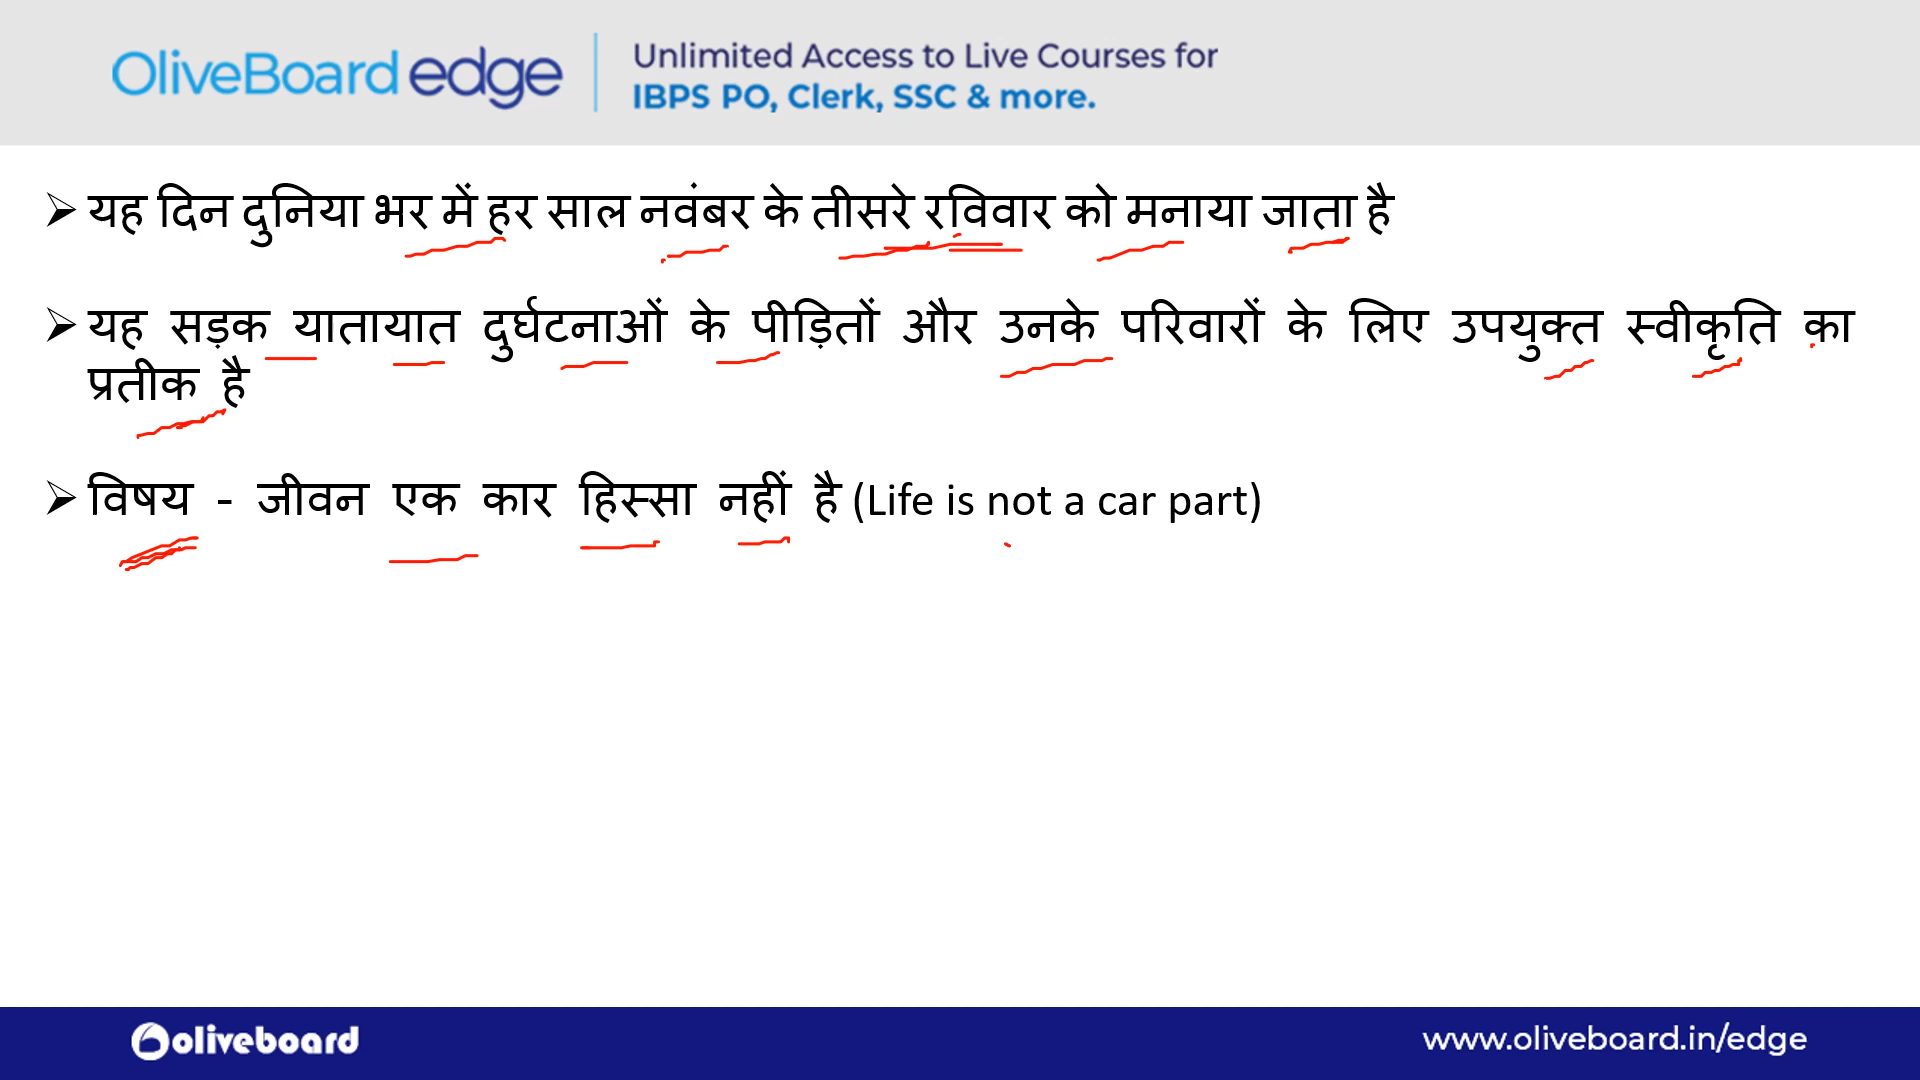 OliveBoard edge
Unlimited Access to Live Courses for
IBPS PO, Clerk, SSC & more.
यह दिन दुनिया भर में हर साल नवंबर के तीसरे रविवार को मनाया जाता है
यह सड़क यातायात दुर्घटनाओं के पीड़ितों और उनके परिवारों के लिए उपयुक्त स्वीकृति का
प्रतीक है
विषय - जीवन एक कार हिस्सा नहीं है (Life is not a car part)
oliveboard
www.oliveboard.in/edge